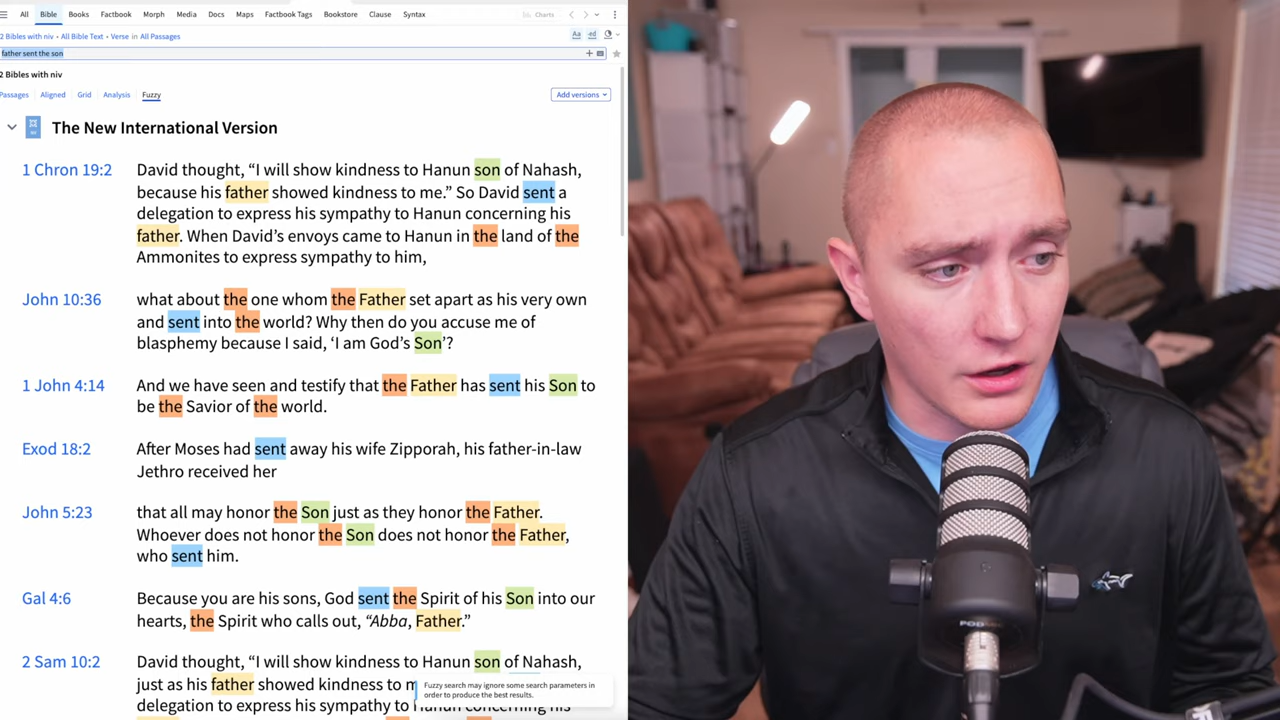 All Bible Books Factbook Morph Media Docs Maps Factbook Tags Bookstore Clause Syntax Charts
2 Bibles with niv • All Bible Text • Verse in All Passages
Aa
father sent the son
2 Bibles with niv
Passages Aligned Grid Analysis Fuzzy Add versions
The New International Version
1 Chron 19:2 David thought, “I will show kindness to Hanun son of Nahash,
because his father showed kindness to me.” So David sent a
delegation to express his sympathy to Hanun concerning his
father. When David’s envoys came to Hanun in the land of the
Ammonites to express sympathy to him,
John 10:36 what about the one whom the Father set apart as his very own
and sent into the world? Why then do you accuse me of
blasphemy because I said, ‘I am God’s Son’?
1 John 4:14 And we have seen and testify that the Father has sent his Son to
be the Savior of the world.
Exod 18:2 After Moses had sent away his wife Zipporah, his father-in-law
Jethro received her
John 5:23 that all may honor the Son just as they honor the Father.
Whoever does not honor the Son does not honor the Father,
who sent him.
Gal 4:6 Because you are his sons, God sent the Spirit of his Son into our
hearts, the Spirit who calls out, “Abba, Father.”
2 Sam 10:2 David thought, “I will show kindness to Hanun son of Nahash,
just as his father showed kindness to
delegation to express his sympathy to Hanun concerning his
Fuzzy search may ignore some search parameters in
order to produce the best results.
PODMIC